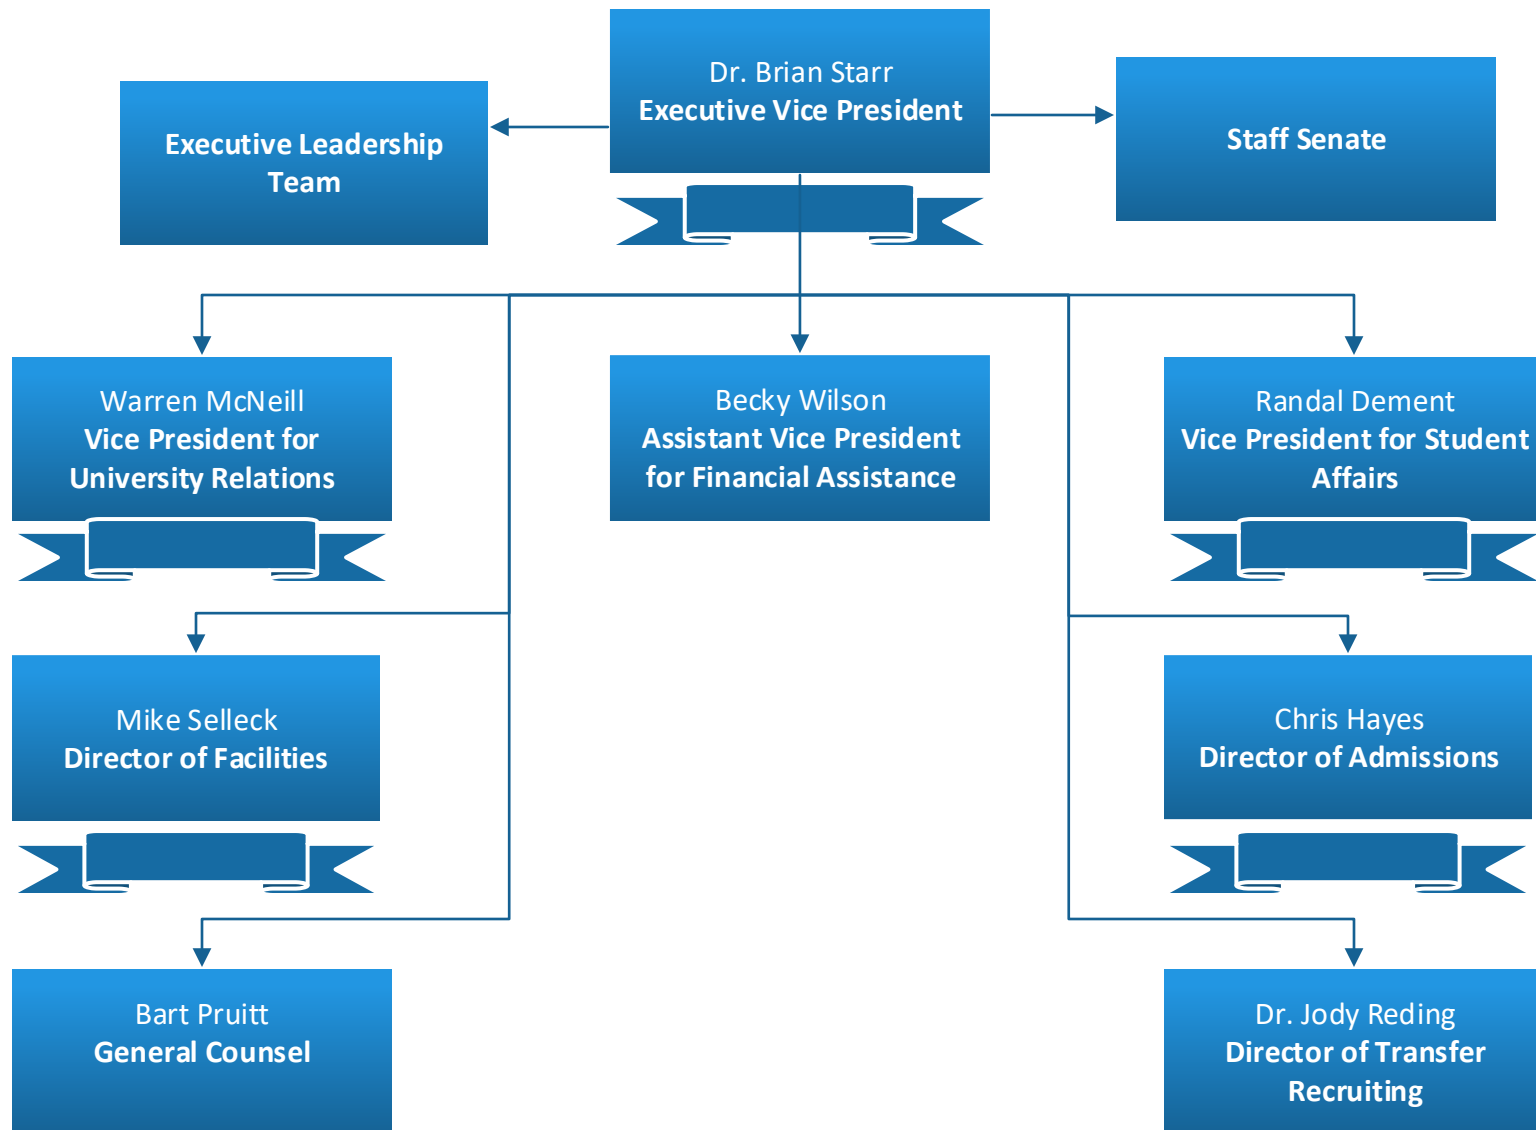 Dr. Brian Starr
Executive Vice President
Executive Leadership
Team
Staff Senate
Warren McNeill
Vice President for
University Relations
Becky Wilson
Assistant Vice President
for Financial Assistance
Randal Dement
Vice President for Student
Affairs
Mike Selleck
Director of Facilities
Chris Hayes
Director of Admissions
Bart Pruitt
General Counsel
Dr. Jody Reding
Director of Transfer
Recruiting